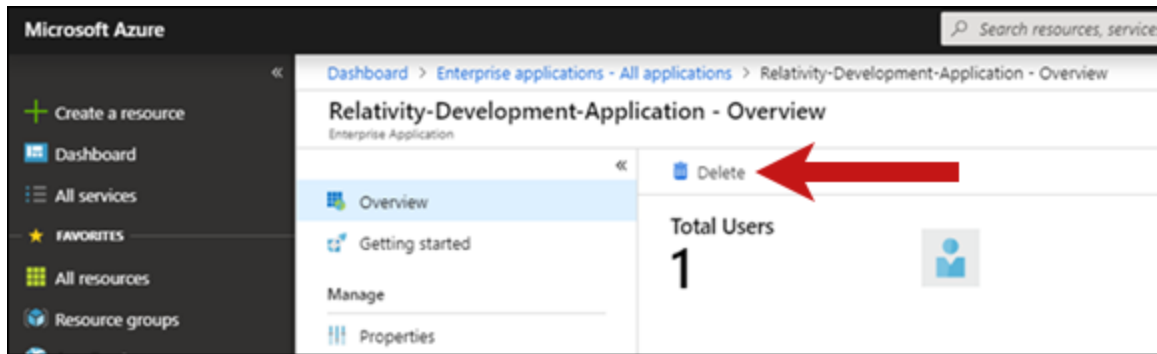 Microsoft Azure
Search resources, services
«
Dashboard > Enterprise applications - All applications > Relativity-Development-Application - Overview
Create a resource
Dashboard
All services
FAVORITES
All resources
Resource groups
Relativity-Development-Application - Overview
Enterprise Application
«
Overview
Getting started
Manage
Properties
Delete
Total Users
1